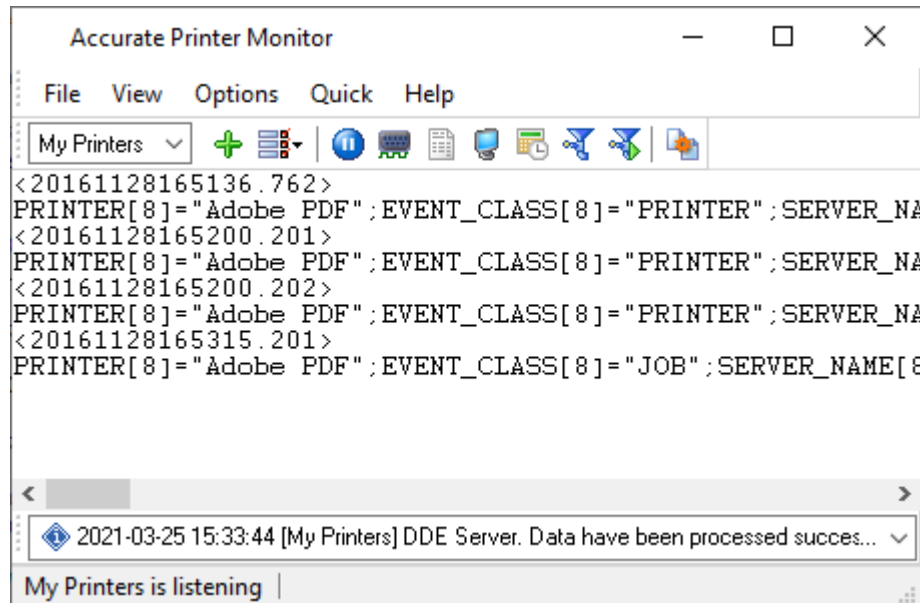 Accurate Printer Monitor
File View Options Quick Help
My Printers
<20161128165136.762>
PRINTER[8]="Adobe PDF";EVENT_CLASS[8]="PRINTER";SERVER_NA
<20161128165200.201>
PRINTER[8]="Adobe PDF";EVENT_CLASS[8]="PRINTER";SERVER_NA
<20161128165200.202>
PRINTER[8]="Adobe PDF";EVENT_CLASS[8]="PRINTER";SERVER_NA
<20161128165315.201>
PRINTER[8]="Adobe PDF";EVENT_CLASS[8]="JOB";SERVER_NAME[8
2021-03-25 15:33:44 [My Printers] DDE Server. Data have been processed succes...
My Printers is listening